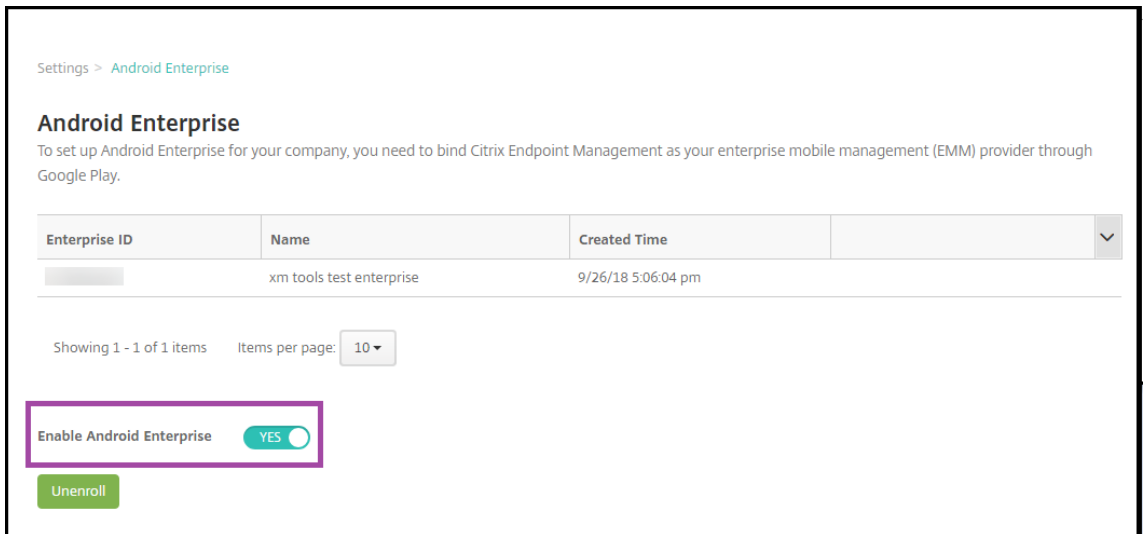 Settings > Android Enterprise
Android Enterprise
To set up Android Enterprise for your company, you need to bind Citrix Endpoint Management as your enterprise mobile management (EMM) provider through
Google Play.
Enterprise ID Name Created Time
xm tools test enterprise 9/26/18 5:06:04 pm
Showing 1 - 1 of 1 items Items per page: 10
Enable Android Enterprise YES
Unenroll